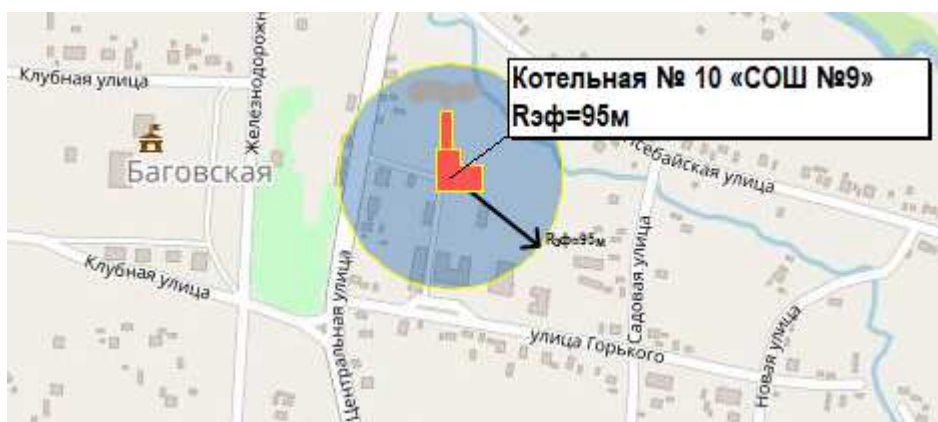 Клубная улица
Железнодорожн
Котельная № 10 «СОШ №9»
Rэф=95м
Баговская
псебайская улица
Rэф=95м
Клубная улица
Центральная улица
Садовая улица
улица Горького
Новая улица